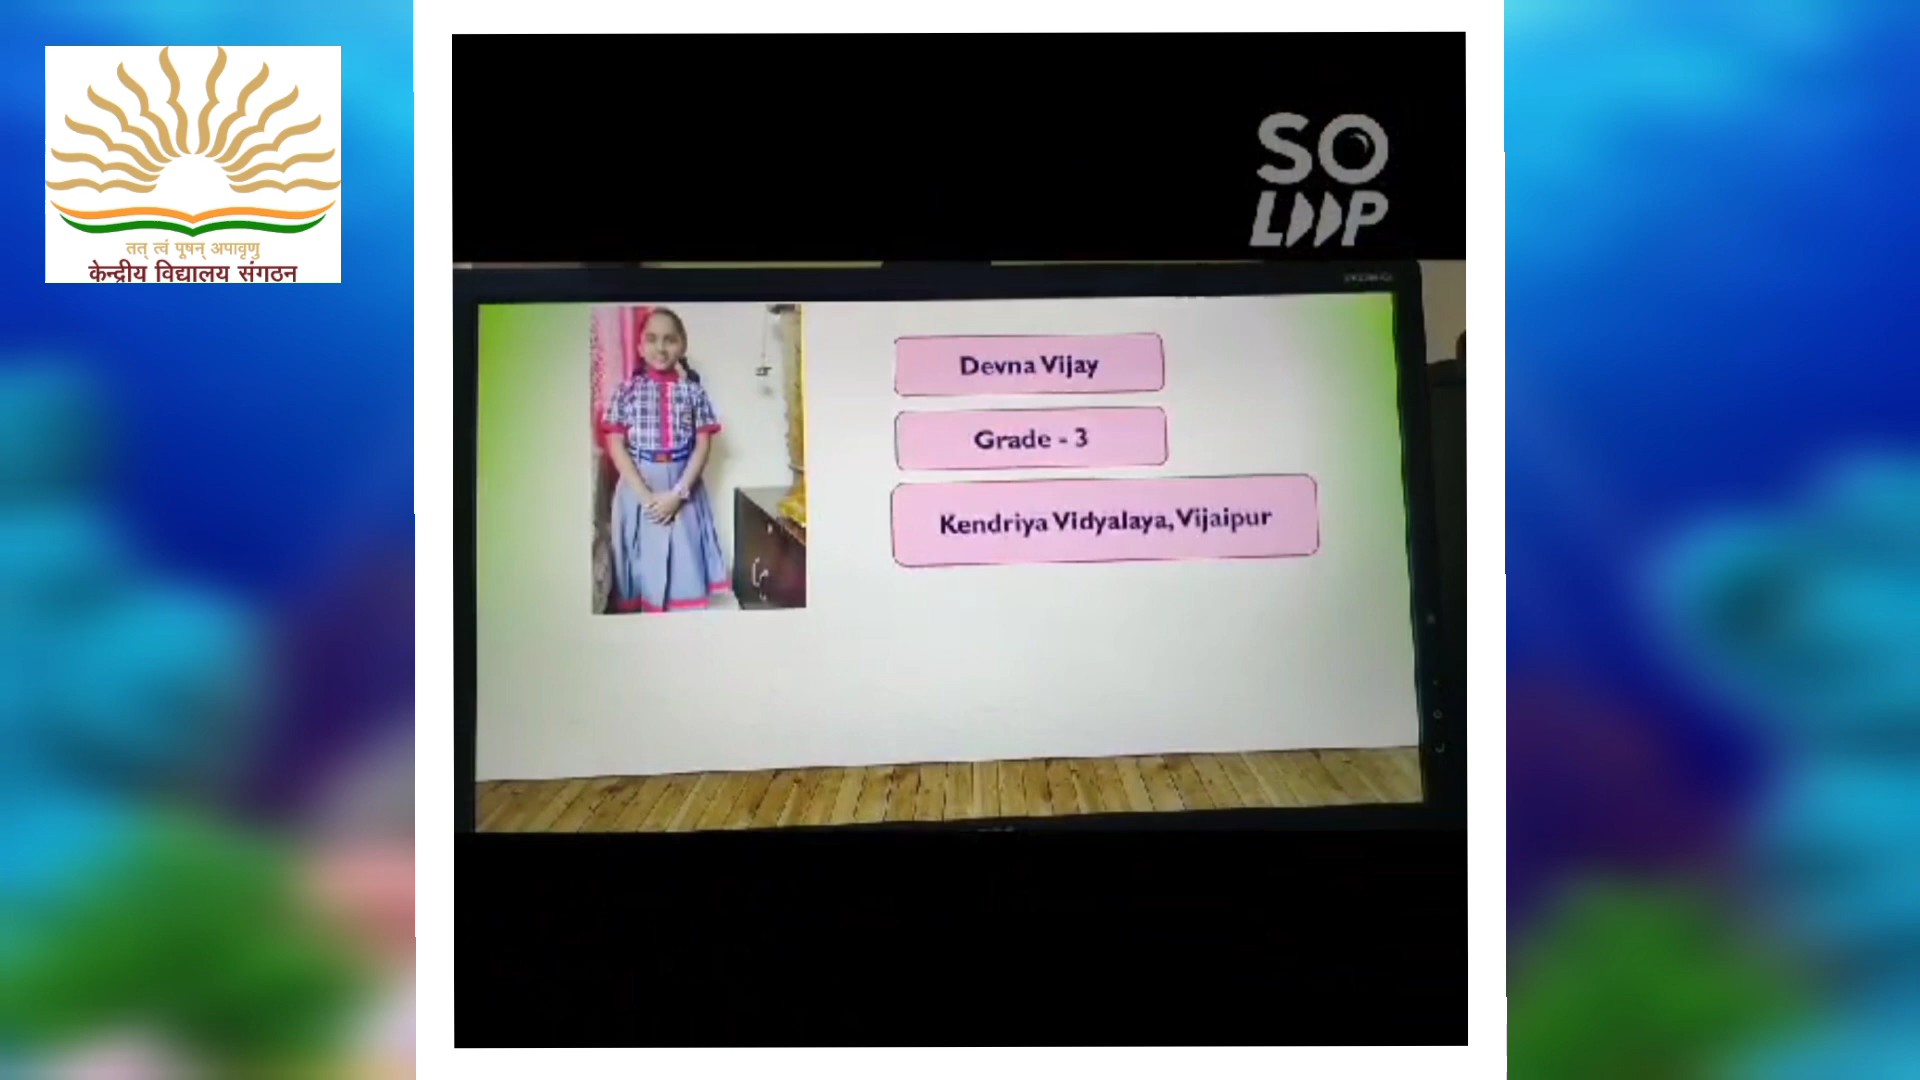 तत् त्वं पूषन् अपावृणु
केन्द्रीय विद्यालय संगठन
SO
LOOP
Devna Vijay
Grade - 3
Kendriya Vidyalaya, Vijaipur